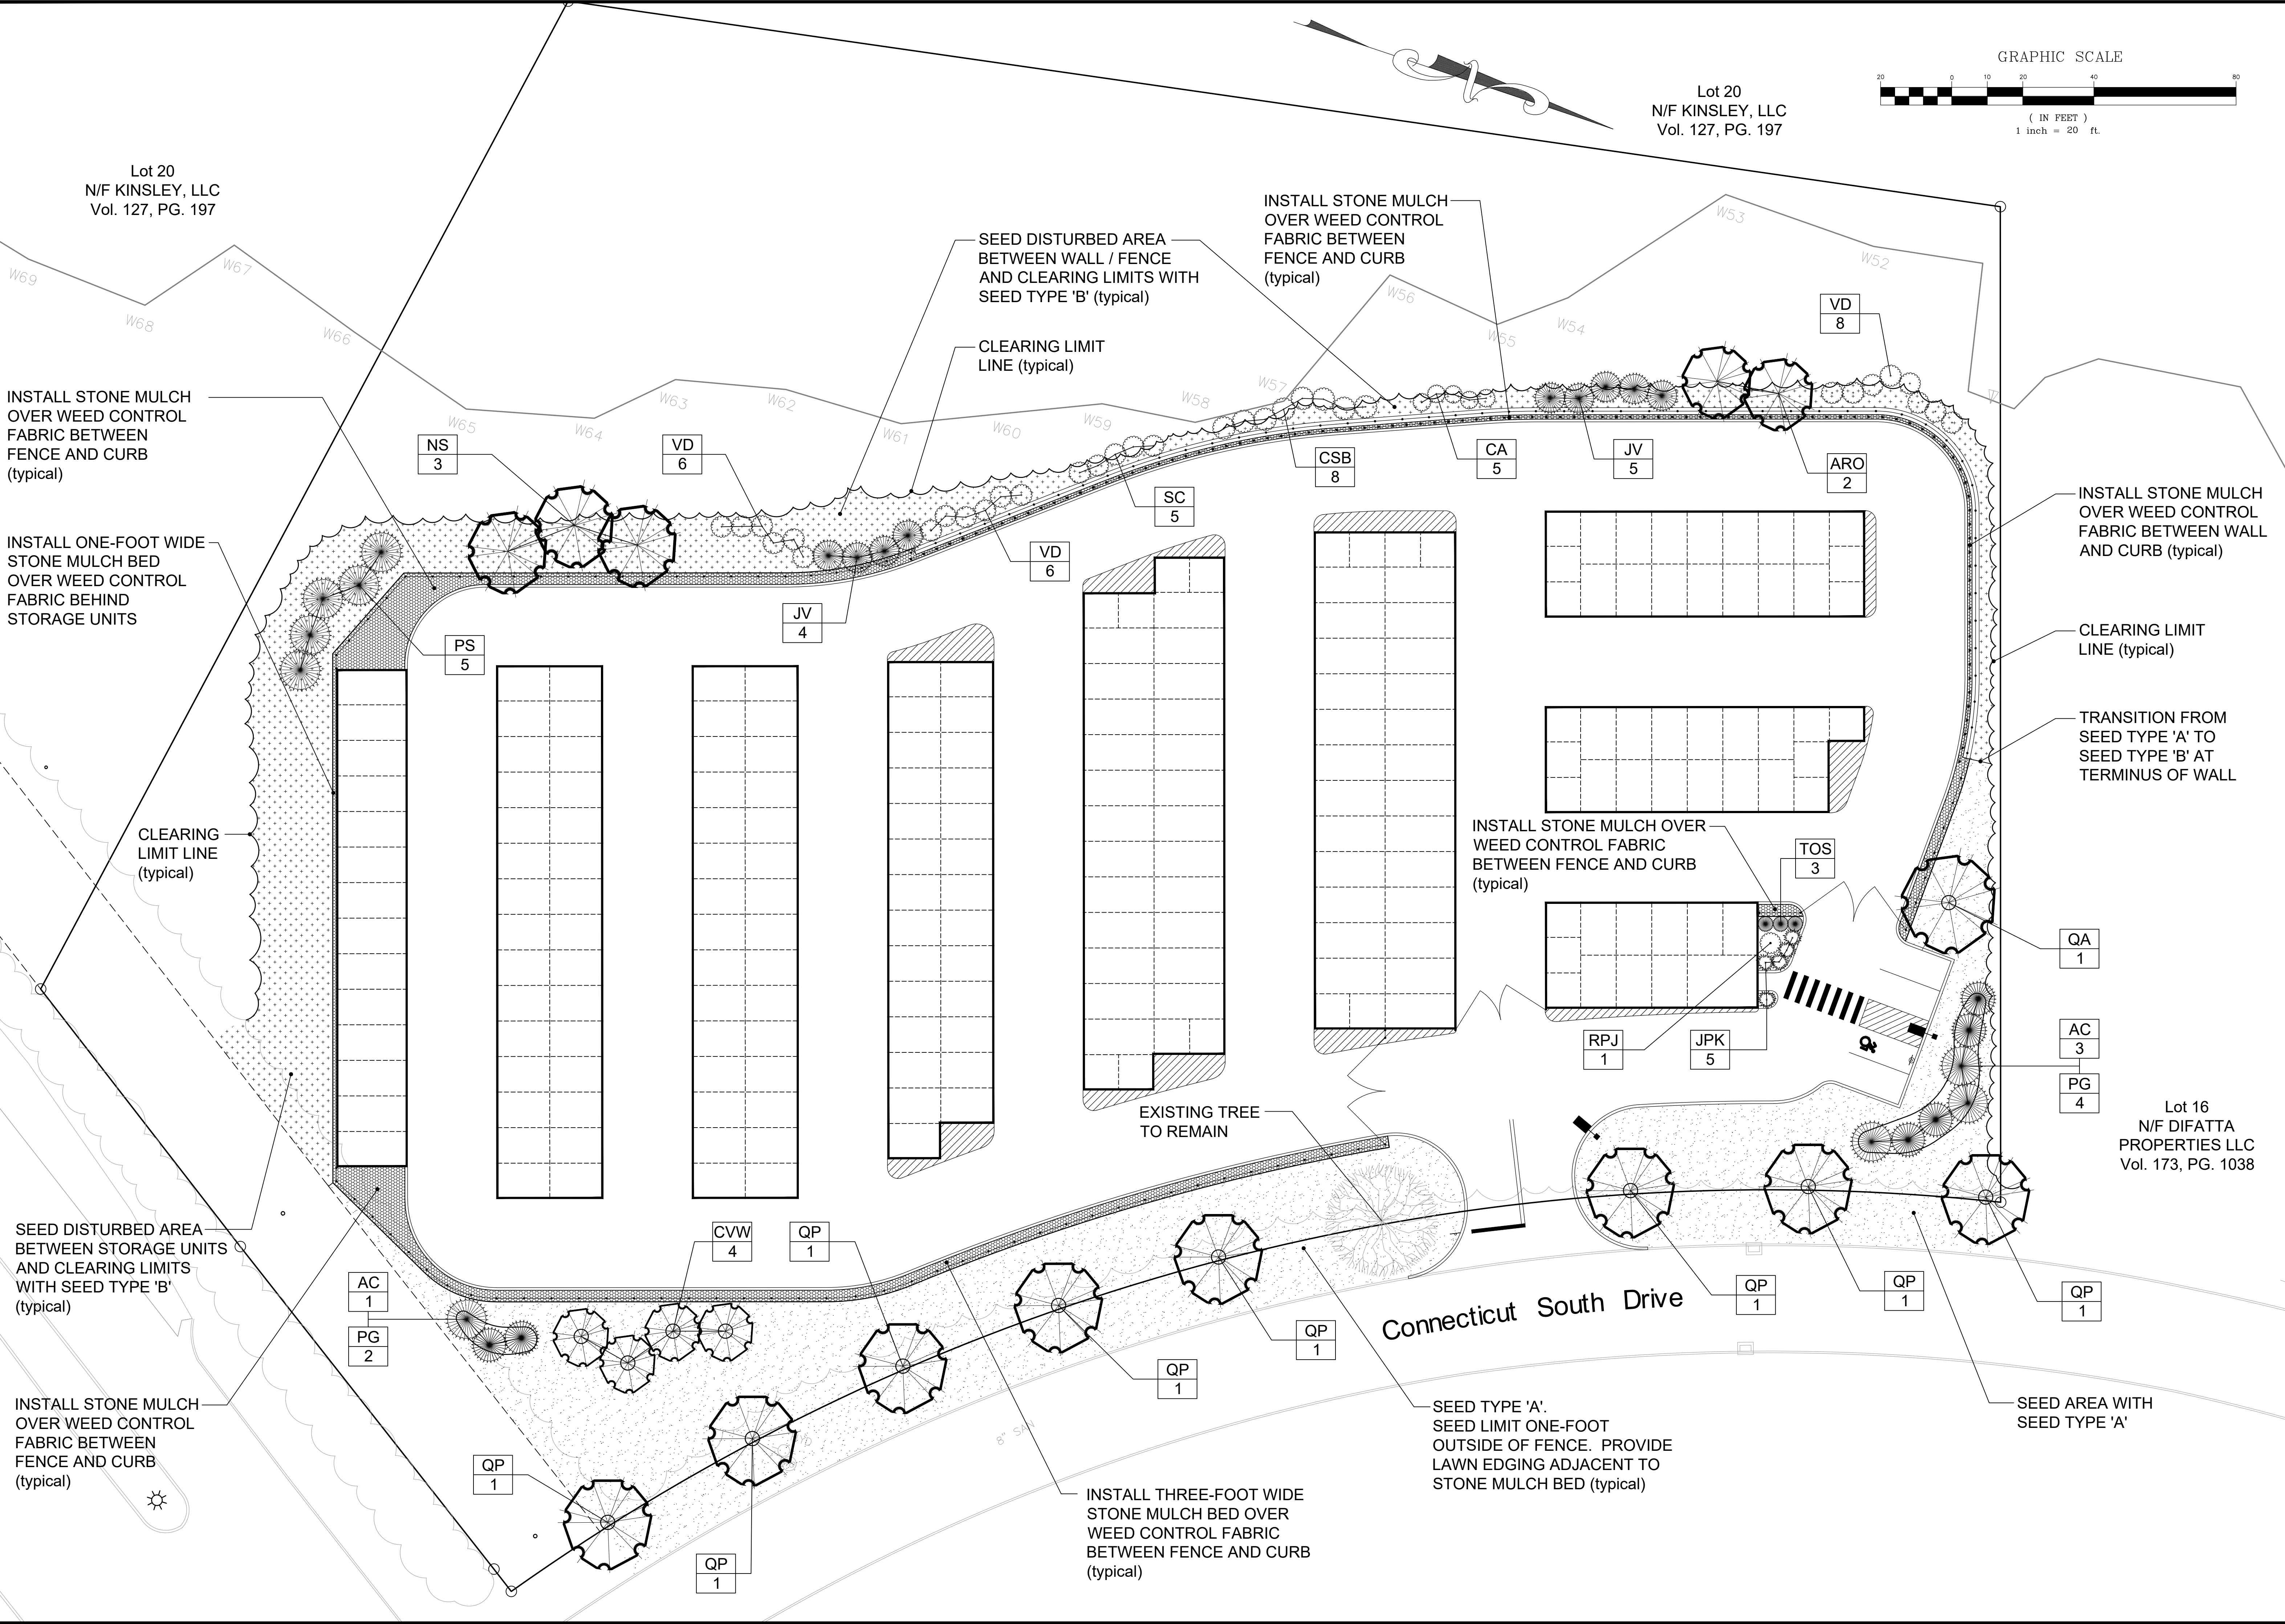 GRAPHIC SCALE
20 0 10 20 40 80
( IN FEET )
1 inch = 20 ft.
Lot 20
N/F KINSLEY, LLC
Vol. 127, PG. 197
Lot 20
N/F KINSLEY, LLC
Vol. 127, PG. 197
INSTALL STONE MULCH
OVER WEED CONTROL
FABRIC BETWEEN
FENCE AND CURB
(typical)
SEED DISTURBED AREA
BETWEEN WALL / FENCE
AND CLEARING LIMITS WITH
SEED TYPE 'B' (typical)
CLEARING LIMIT
LINE (typical)
W69
W68
W67
W66
W65
W64
W63
W62
W61
W60
W59
W58
W57
W56
W55
W54
W53
W52
VD
8
INSTALL STONE MULCH
OVER WEED CONTROL
FABRIC BETWEEN
FENCE AND CURB
(typical)
NS
3
VD
6
CSB
8
CA
5
JV
5
ARO
2
SC
5
VD
6
INSTALL STONE MULCH
OVER WEED CONTROL
FABRIC BETWEEN WALL
AND CURB (typical)
INSTALL ONE-FOOT WIDE
STONE MULCH BED
OVER WEED CONTROL
FABRIC BEHIND
STORAGE UNITS
JV
4
PS
5
CLEARING LIMIT
LINE (typical)
TRANSITION FROM
SEED TYPE 'A' TO
SEED TYPE 'B' AT
TERMINUS OF WALL
CLEARING
LIMIT LINE
(typical)
INSTALL STONE MULCH OVER
WEED CONTROL FABRIC
BETWEEN FENCE AND CURB
(typical)
TOS
3
QA
1
RPJ
1
JPK
5
AC
3
PG
4
EXISTING TREE
TO REMAIN
Lot 16
N/F DIFATTA
PROPERTIES LLC
Vol. 173, PG. 1038
SEED DISTURBED AREA
BETWEEN STORAGE UNITS
AND CLEARING LIMITS
WITH SEED TYPE 'B'
(typical)
CVW
4
QP
1
AC
1
PG
2
Connecticut South Drive
QP
1
QP
1
QP
1
QP
1
QP
1
INSTALL STONE MULCH
OVER WEED CONTROL
FABRIC BETWEEN
FENCE AND CURB
(typical)
SEED TYPE 'A'.
SEED LIMIT ONE-FOOT
OUTSIDE OF FENCE.  PROVIDE
LAWN EDGING ADJACENT TO
STONE MULCH BED (typical)
SEED AREA WITH
SEED TYPE 'A'
8" SAN
QP
1
QP
1
INSTALL THREE-FOOT WIDE
STONE MULCH BED OVER
WEED CONTROL FABRIC
BETWEEN FENCE AND CURB
(typical)